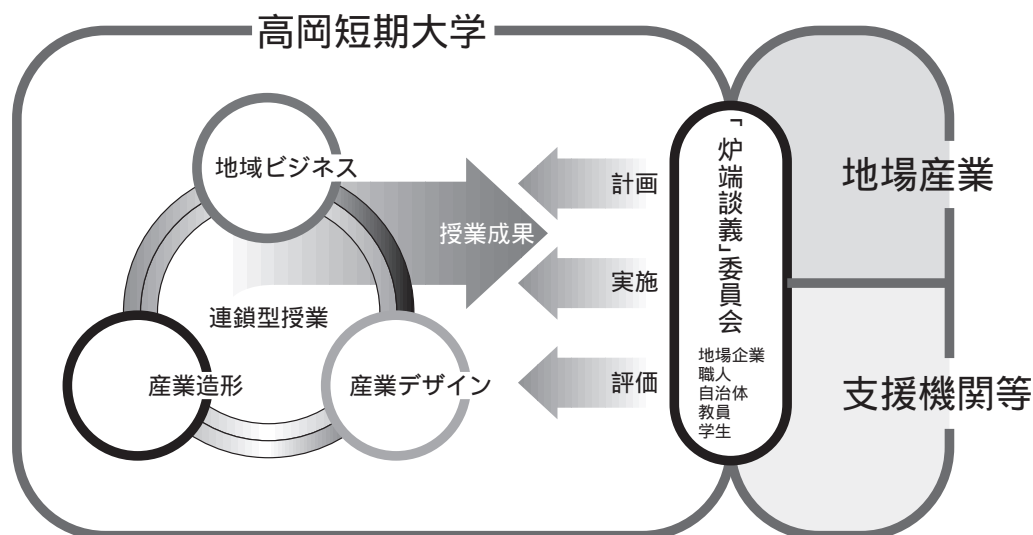 高岡短期大学
地域ビジネス
連鎖型授業
産業造形
産業デザイン
授業成果
計画
実施
評価
「炉端談義」委員会
地場企業
職人
自治体
教員
学生
地場産業
支援機関等